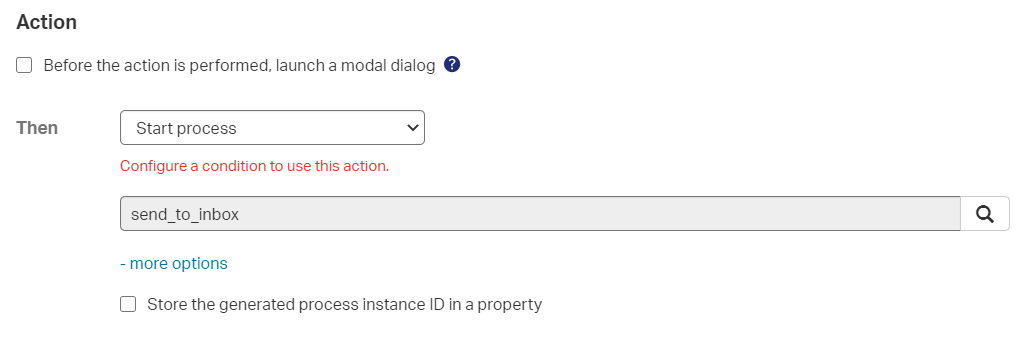 Action
Before the action is performed, launch a modal dialog ?
Then Start process
Configure a condition to use this action.
send_to_inbox
- more options
Store the generated process instance ID in a property